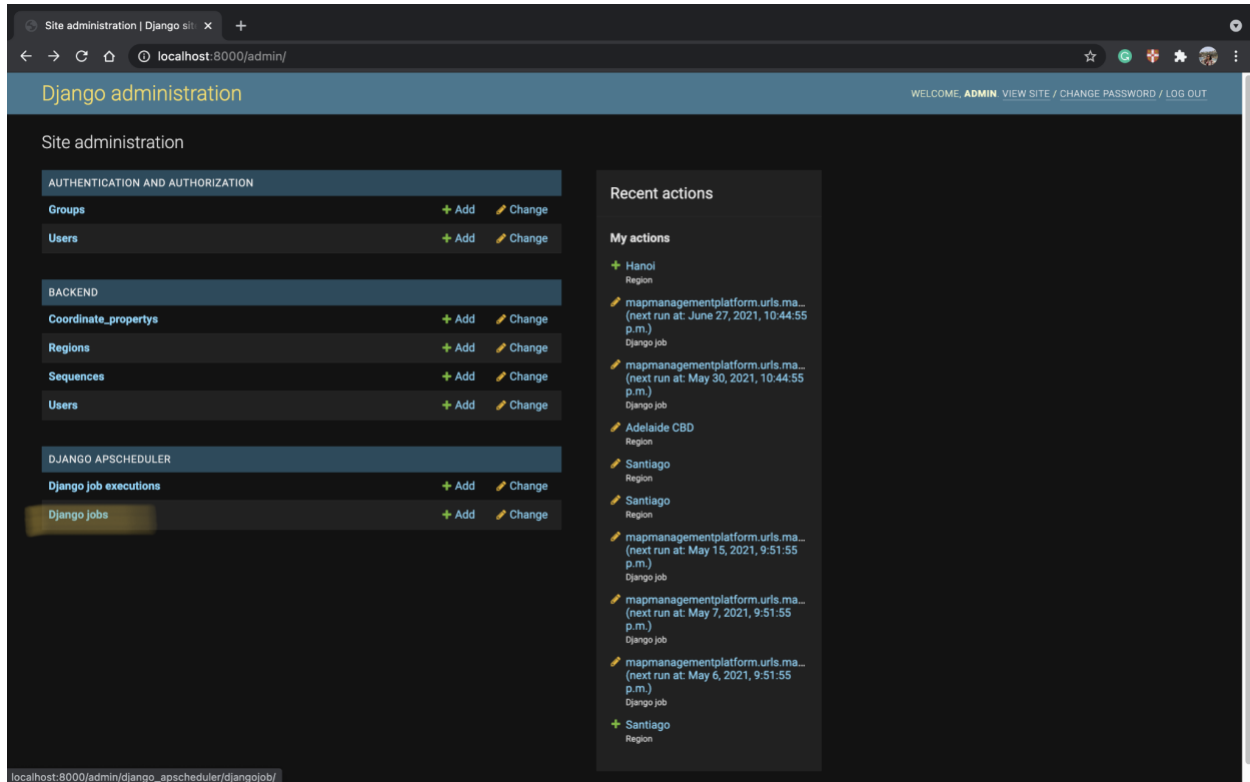 Site administration | Django sit
localhost:8000/admin/
Django administration
WELCOME, ADMIN. VIEW SITE / CHANGE PASSWORD / LOG OUT
Site administration
AUTHENTICATION AND AUTHORIZATION
Groups + Add Change
Users + Add Change
BACKEND
Coordinate_propertys + Add Change
Regions + Add Change
Sequences + Add Change
Users + Add Change
DJANGO APSCHEDULER
Django job executions + Add Change
Django jobs + Add Change
Recent actions
My actions
+ Hanoi
Region
mapmanagementplatform.urls.ma...
(next run at: June 27, 2021, 10:44:55
p.m.)
Django job
mapmanagementplatform.urls.ma...
(next run at: May 30, 2021, 10:44:55
p.m.)
Django job
Adelaide CBD
Region
Santiago
Region
Santiago
Region
mapmanagementplatform.urls.ma...
(next run at: May 15, 2021, 9:51:55
p.m.)
Django job
mapmanagementplatform.urls.ma...
(next run at: May 7, 2021, 9:51:55
p.m.)
Django job
mapmanagementplatform.urls.ma...
(next run at: May 6, 2021, 9:51:55
p.m.)
Django job
+ Santiago
Region
localhost:8000/admin/django_apscheduler/djangojob/